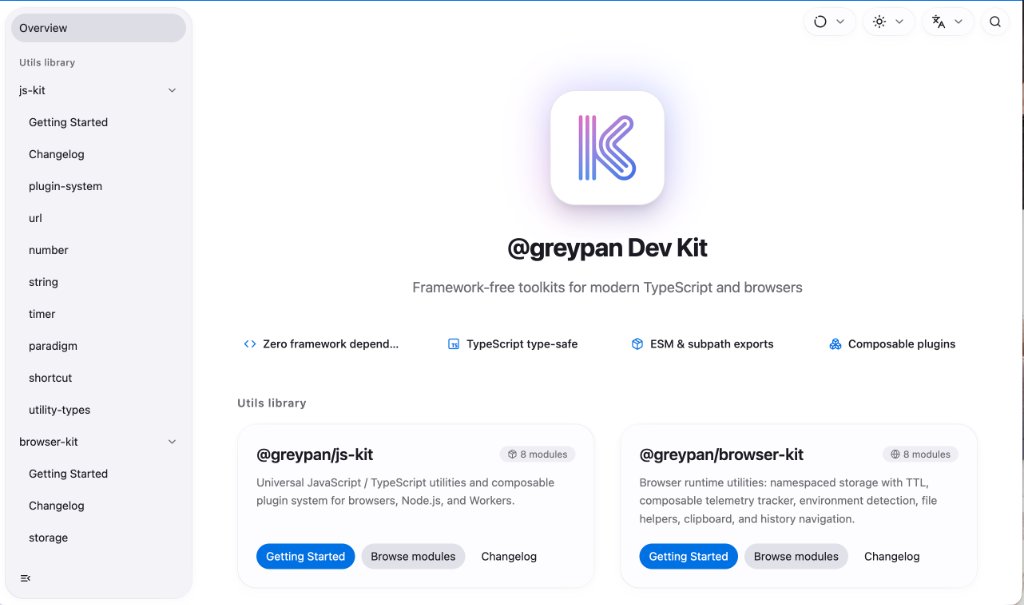 Overview
Utils library
js-kit
Getting Started
Changelog
plugin-system
url
number
string
timer
paradigm
shortcut
utility-types
browser-kit
Getting Started
Changelog
storage
@greypan Dev Kit
Framework-free toolkits for modern TypeScript and browsers
Zero framework depend...
TypeScript type-safe
ESM & subpath exports
Composable plugins
Utils library
@greypan/js-kit
8 modules
Universal JavaScript / TypeScript utilities and composable
plugin system for browsers, Node.js, and Workers.
Getting Started
Browse modules
Changelog
@greypan/browser-kit
8 modules
Browser runtime utilities: namespaced storage with TTL,
composable telemetry tracker, environment detection, file
helpers, clipboard, and history navigation.
Getting Started
Browse modules
Changelog